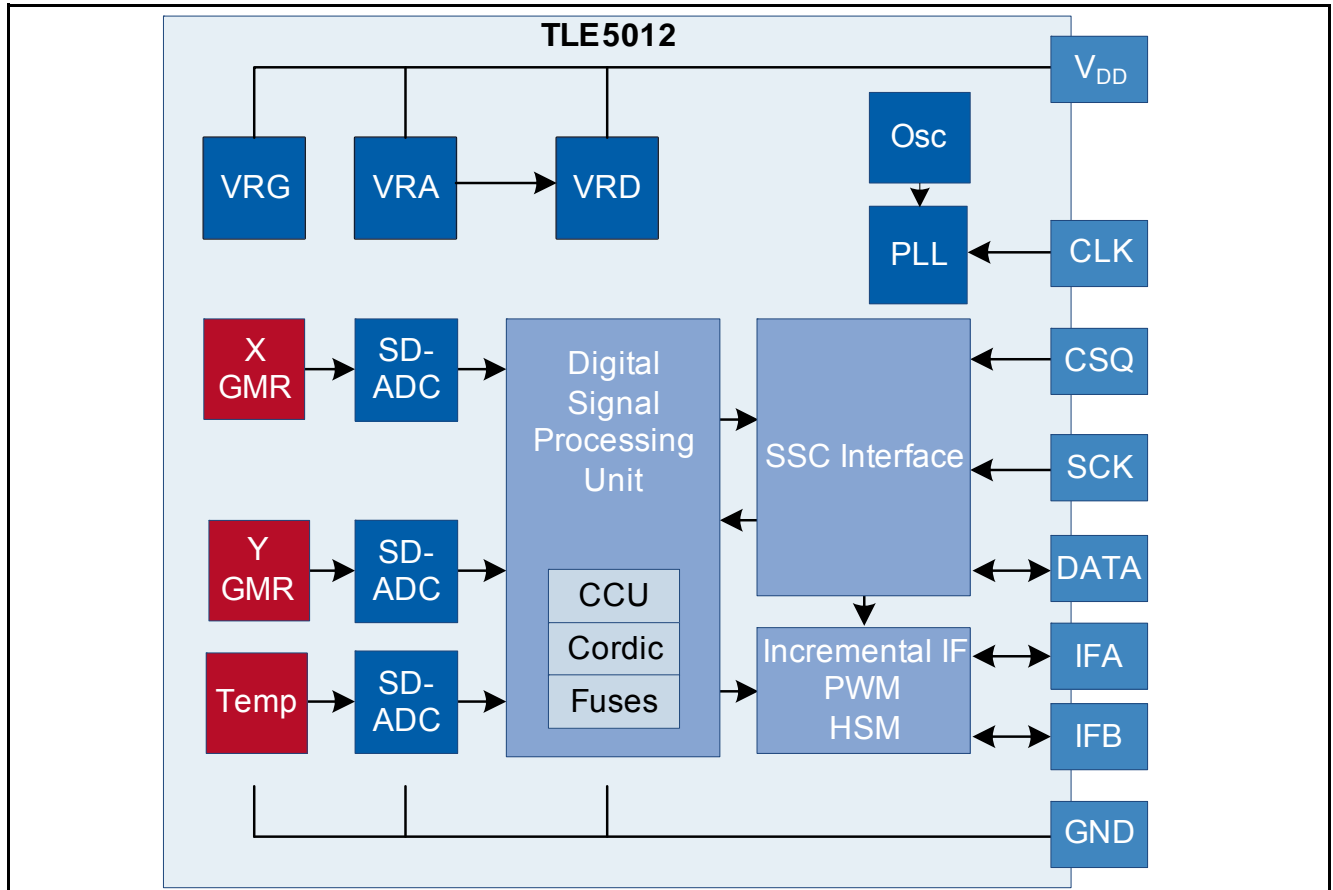 TLE5012
VDD
VRG
VRA
VRD
Osc
PLL
CLK
X
GMR
SD-
ADC
Digital
Signal
Processing
Unit
SSC Interface
CSQ
SCK
DATA
Y
GMR
SD-
ADC
CCU
Cordic
Fuses
Temp
SD-
ADC
Incremental IF
PWM
HSM
IFA
IFB
GND